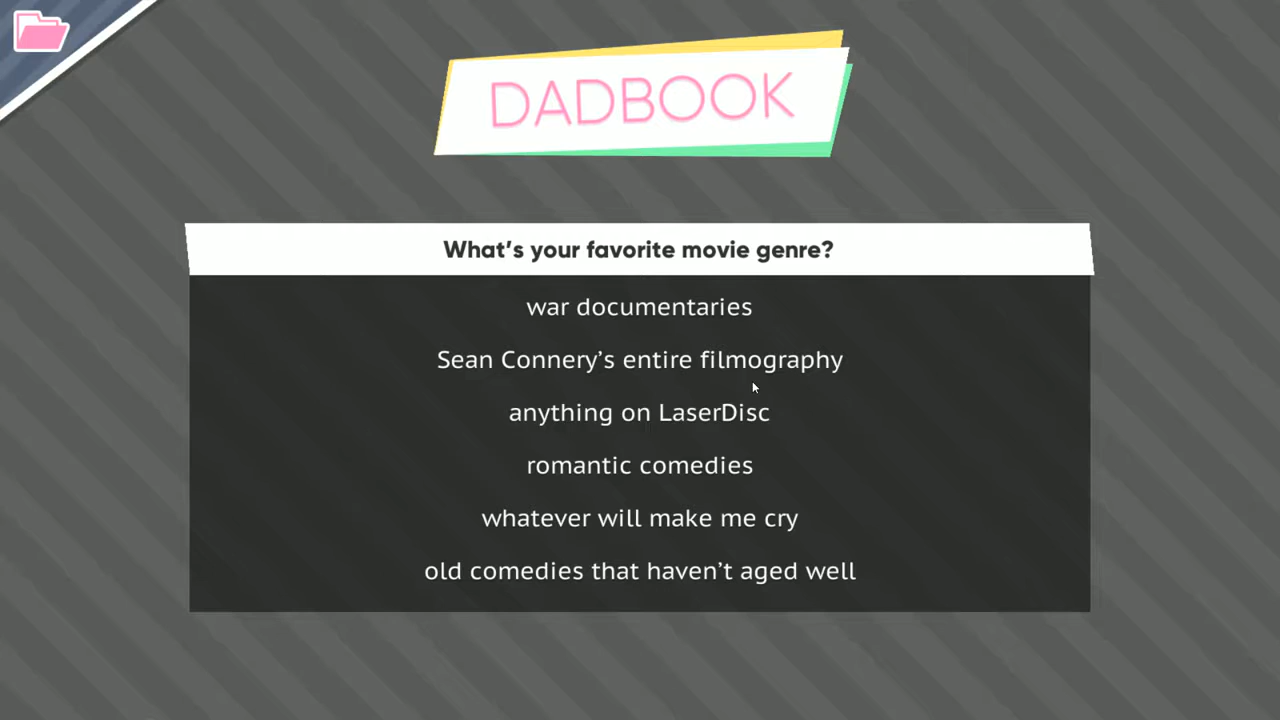 DADBOOK
What's your favorite movie genre?
war documentaries
Sean Connery's entire filmography
anything on LaserDisc
romantic comedies
whatever will make me cry
old comedies that haven't aged well